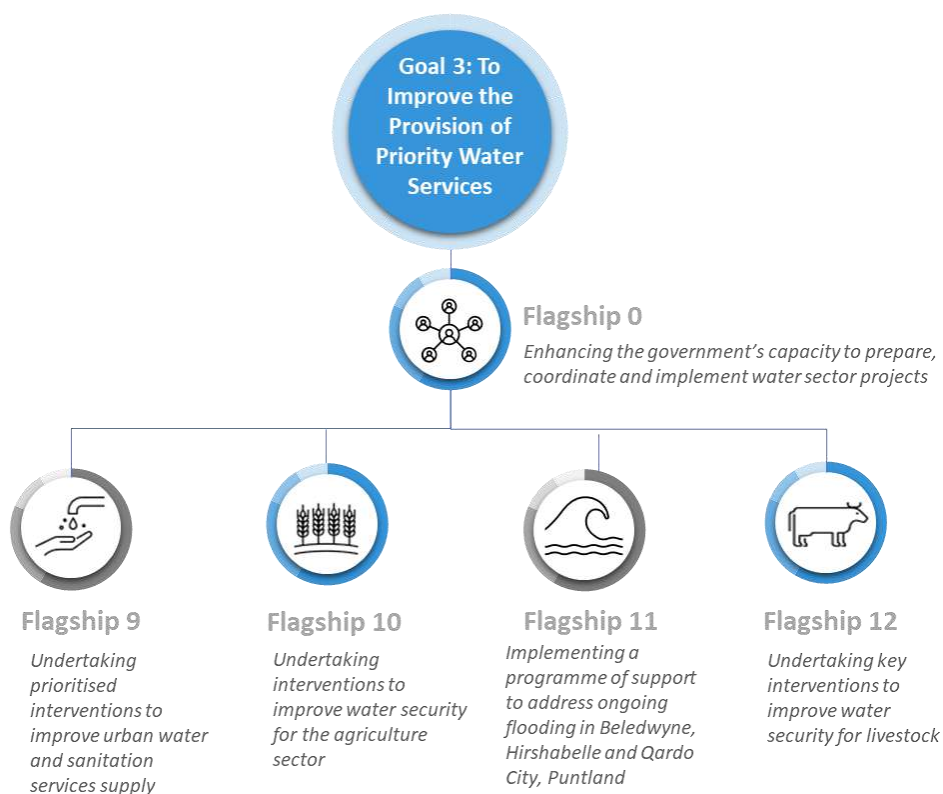 Goal 3: To
Improve the
Provision of
Priority Water
Services
Flagship 0
Enhancing the government's capacity to prepare,
coordinate and implement water sector projects
Flagship 9
Undertaking
prioritised
interventions to
improve urban water
and sanitation
services supply
Flagship 10
Undertaking
interventions to
improve water security
for the agriculture
sector
Flagship 11
Implementing a
programme of support
to address ongoing
flooding in Beledwyne,
Hirshabelle and Qardo
City, Puntland
Flagship 12
Undertaking key
interventions to
improve water
security for livestock